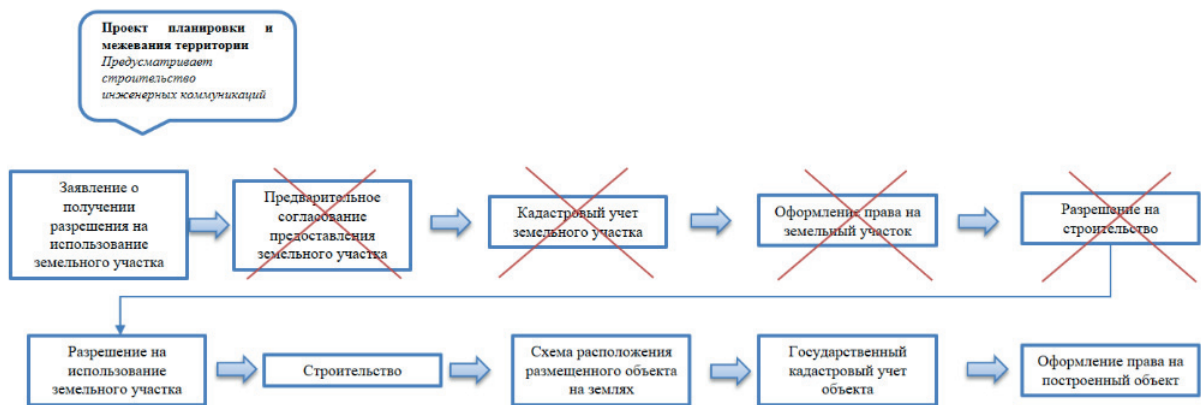 Проект планировки и
межевания территории
Предусматривает
строительство
инженерных коммуникаций
Заявление о
получении
разрешения на
использование
земельного участка
Предварительное
согласование
предоставления
земельного участка
Кадастровый учет
земельного участка
Оформление права на
земельный участок
Разрешение на
строительство
Разрешение на
использование
земельного участка
Строительство
Схема расположения
размещенного объекта
на землях
Государственный
кадастровый учет
объекта
Оформление права на
построенный объект